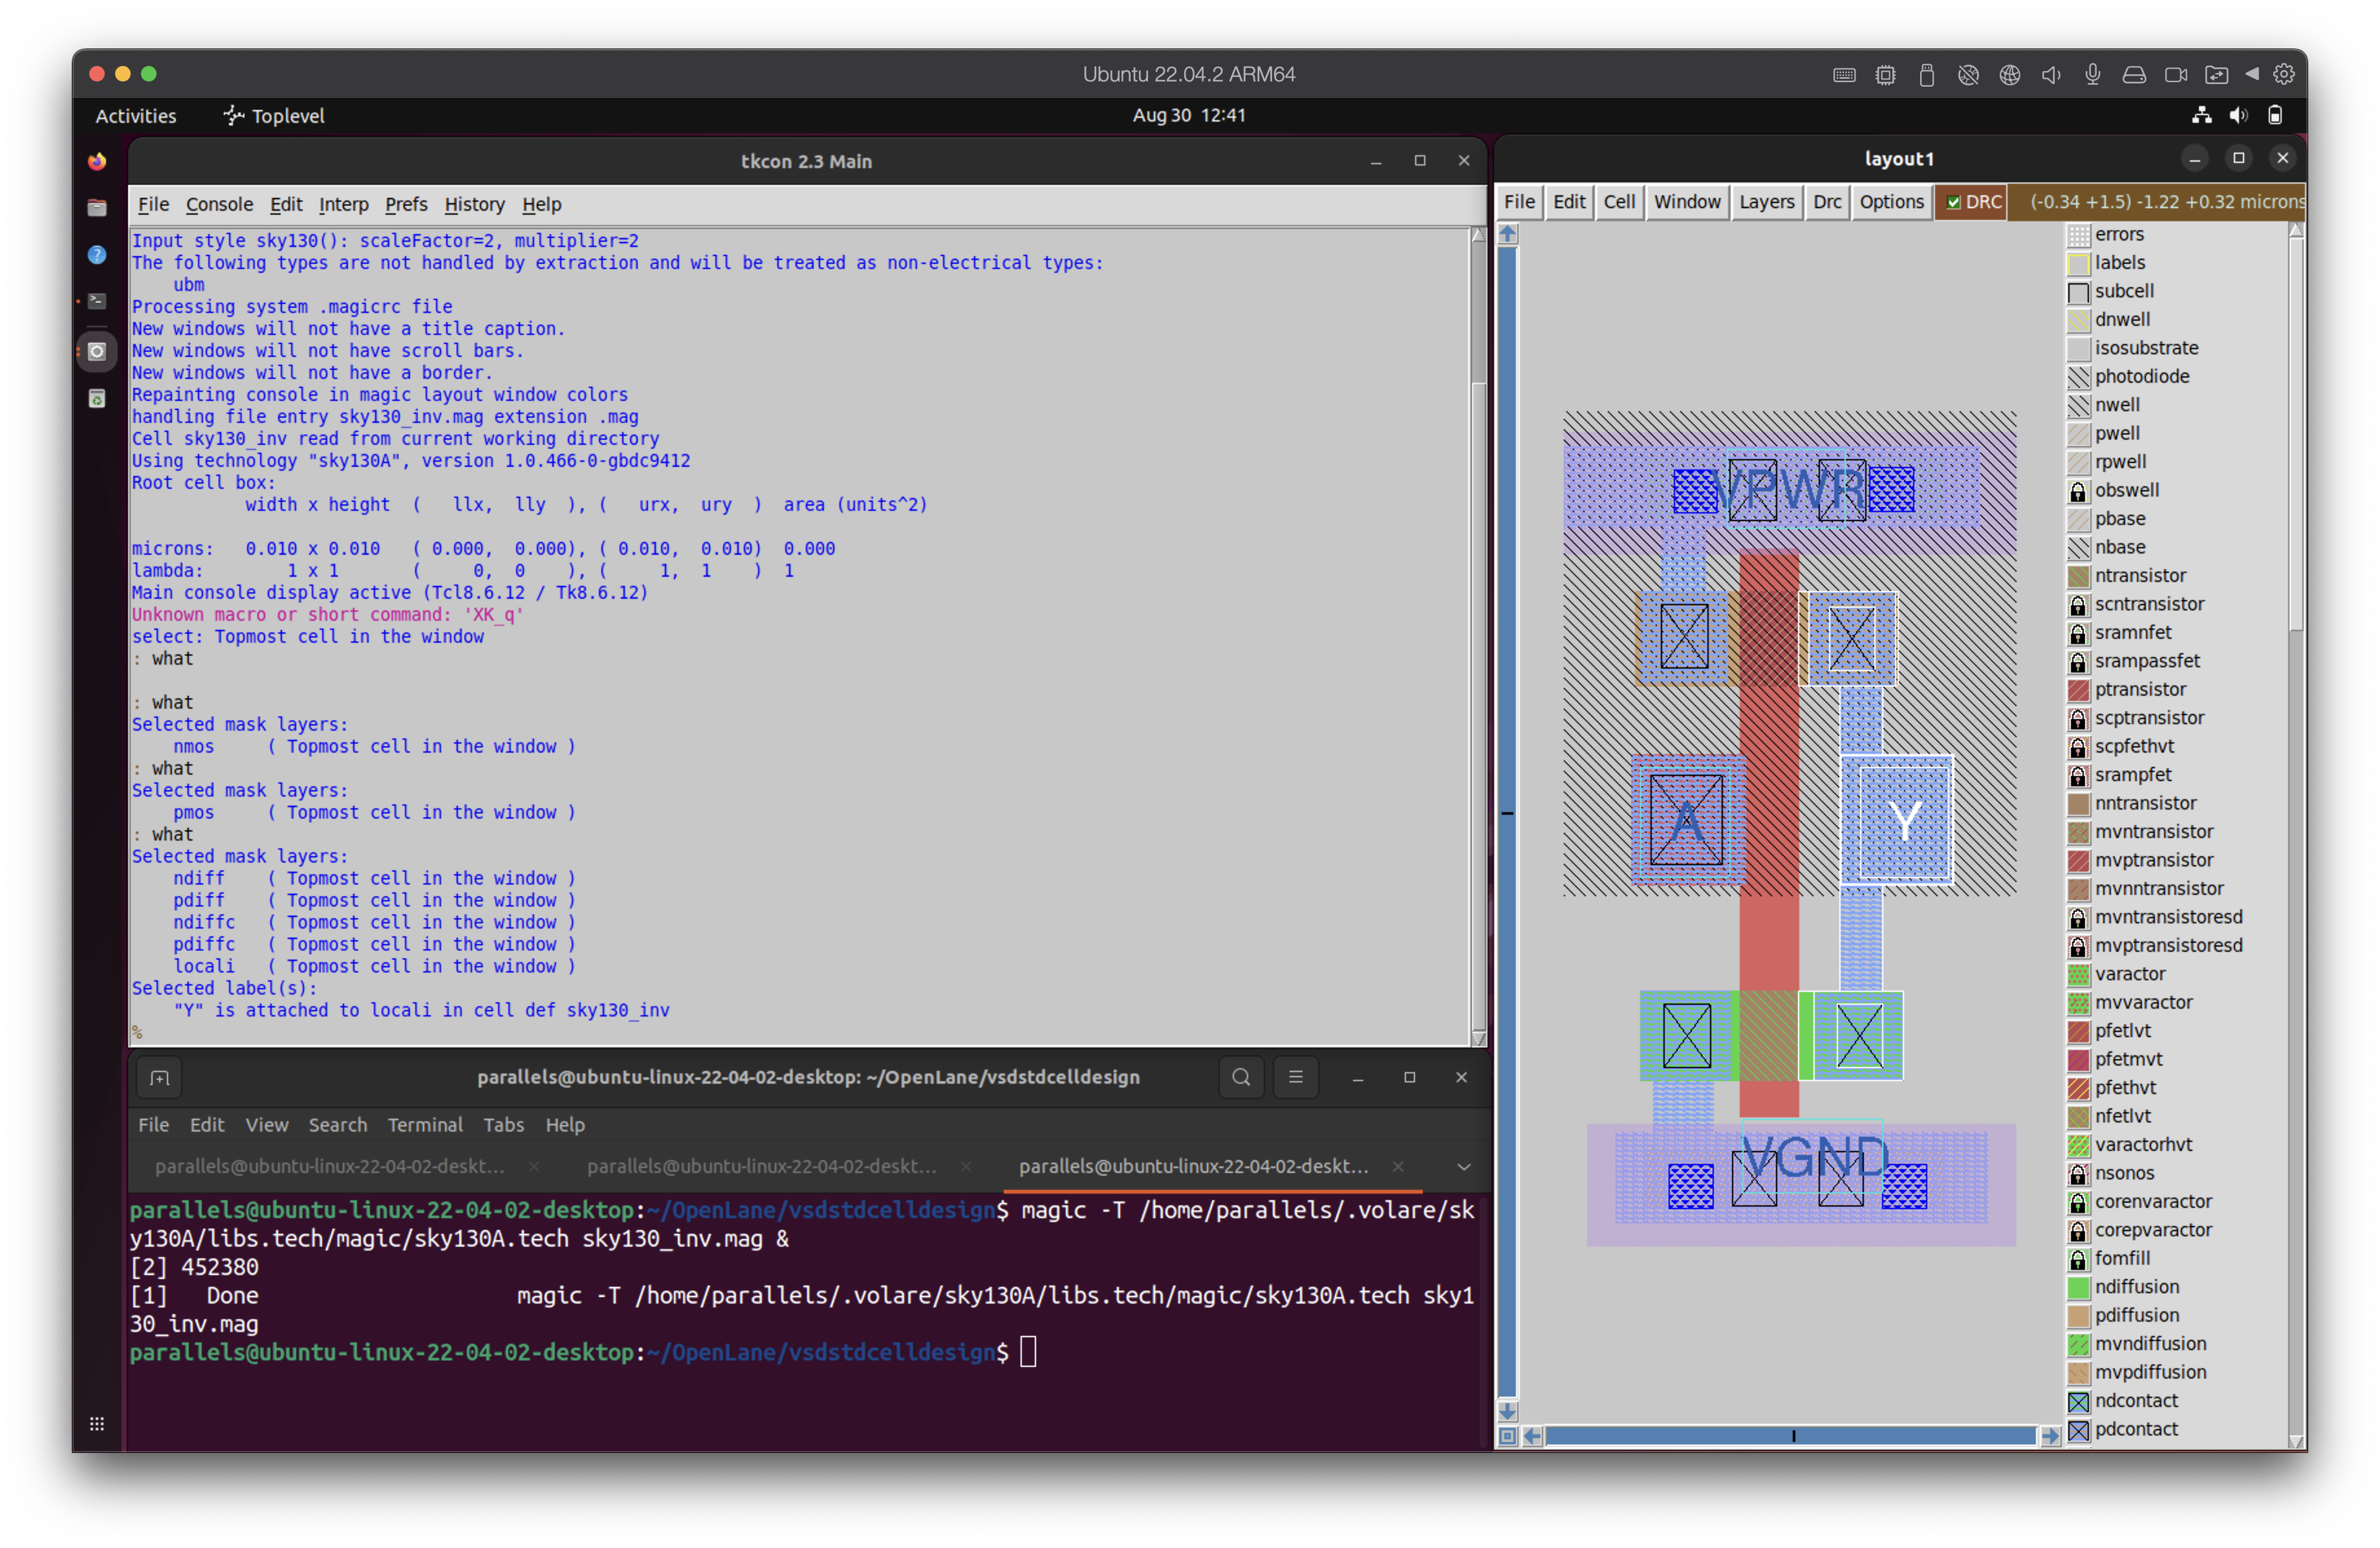 Ubuntu 22.04.2 ARM64
Activities
Toplevel
Aug 30 12:41
tkcon 2.3 Main
File Console Edit Interp Prefs History Help
Input style sky130(): scaleFactor=2, multiplier=2
The following types are not handled by extraction and will be treated as non-electrical types:
    ubm
Processing system .magicrc file
New windows will not have a title caption.
New windows will not have scroll bars.
New windows will not have a border.
Repainting console in magic layout window colors
handling file entry sky130_inv.mag extension .mag
Cell sky130_inv read from current working directory
Using technology "sky130A", version 1.0.466-0-gbdc9412
Root cell box:
           width x height  (   llx,  lly  ), (   urx,  ury  )  area (units^2)
microns:   0.010 x 0.010   ( 0.000,  0.000), ( 0.010,  0.010)  0.000
lambda:        1 x 1       (     0,  0   ), (     1,  1    )  1
Main console display active (Tcl8.6.12 / Tk8.6.12)
Unknown macro or short command: 'XK_q'
select: Topmost cell in the window
: what
: what
Selected mask layers:
    nmos     ( Topmost cell in the window )
: what
Selected mask layers:
    pmos     ( Topmost cell in the window )
: what
Selected mask layers:
    ndiff    ( Topmost cell in the window )
    pdiff    ( Topmost cell in the window )
    ndiffc   ( Topmost cell in the window )
    pdiffc   ( Topmost cell in the window )
    locali   ( Topmost cell in the window )
Selected label(s):
    "Y" is attached to locali in cell def sky130_inv
%
parallels@ubuntu-linux-22-04-02-desktop: ~/OpenLane/vsdstdcelldesign
File Edit View Search Terminal Tabs Help
parallels@ubuntu-linux-22-04-02-deskt...
parallels@ubuntu-linux-22-04-02-deskt...
parallels@ubuntu-linux-22-04-02-deskt...
parallels@ubuntu-linux-22-04-02-desktop:~/OpenLane/vsdstdcelldesign$ magic -T /home/parallels/.volare/sk
y130A/libs.tech/magic/sky130A.tech sky130_inv.mag &
[2] 452380
[1]   Done                    magic -T /home/parallels/.volare/sky130A/libs.tech/magic/sky130A.tech sky1
30_inv.mag
parallels@ubuntu-linux-22-04-02-desktop:~/OpenLane/vsdstdcelldesign$
layout1
File Edit Cell Window Layers Drc Options DRC (-0.34 +1.5) -1.22 +0.32 microns
VPWR
A
Y
VGND
errors
labels
subcell
dnwell
isosubstrate
photodiode
nwell
pwell
rpwell
obswell
pbase
nbase
ntransistor
scntransistor
sramnfet
srampassfet
ptransistor
scptransistor
scpfethvt
srampfet
nntransistor
mvntransistor
mvptransistor
mvnntransistor
mvntransistoresd
mvptransistoresd
varactor
mvvaractor
pfetlvt
pfetmvt
pfethvt
nfetlvt
varactorhvt
nsonos
corenvaractor
corepvaractor
fomfill
ndiffusion
pdiffusion
mvndiffusion
mvpdiffusion
ndcontact
pdcontact